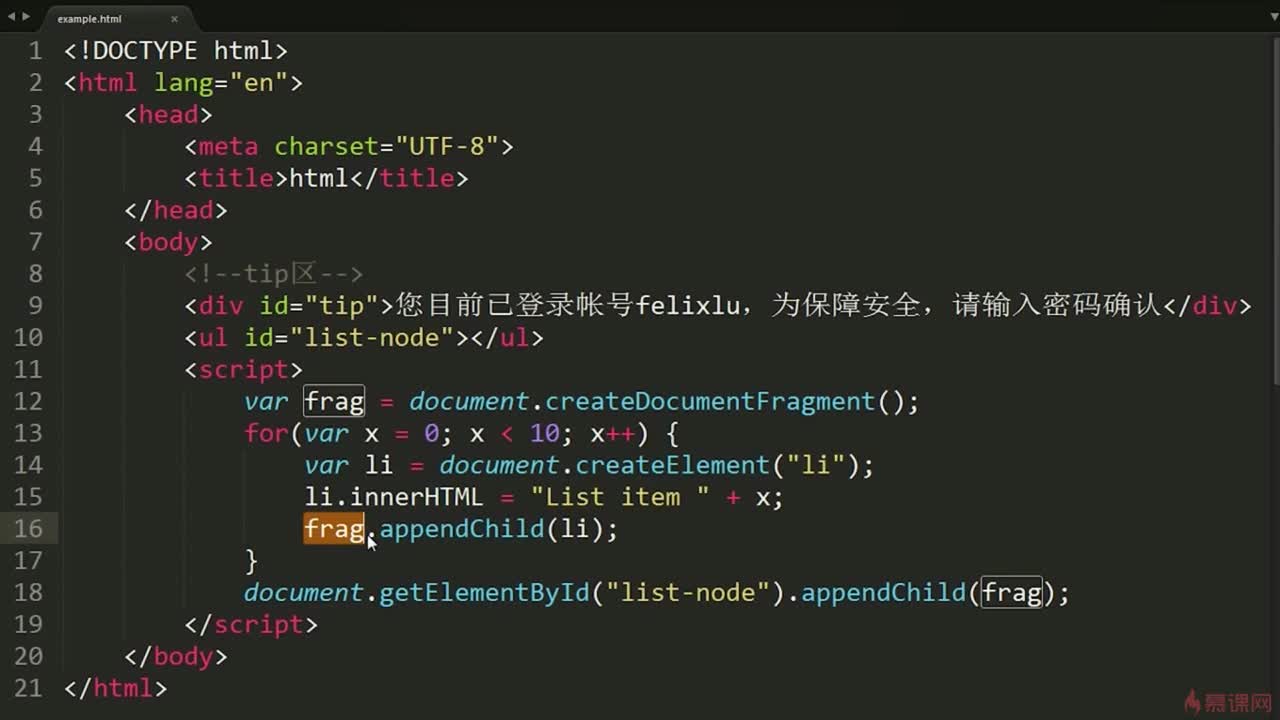 example.html ×
1 <!DOCTYPE html>
2 <html lang="en">
3     <head>
4         <meta charset="UTF-8">
5         <title>html</title>
6     </head>
7     <body>
8         <!--tip区-->
9         <div id="tip">您目前已登录帐号felixlu，为保障安全，请输入密码确认</div>
10         <ul id="list-node"></ul>
11         <script>
12             var frag = document.createDocumentFragment();
13             for(var x = 0; x < 10; x++) {
14                 var li = document.createElement("li");
15                 li.innerHTML = "List item " + x;
16                 frag.appendChild(li);
17             }
18             document.getElementById("list-node").appendChild(frag);
19         </script>
20     </body>
21 </html>
慕课网